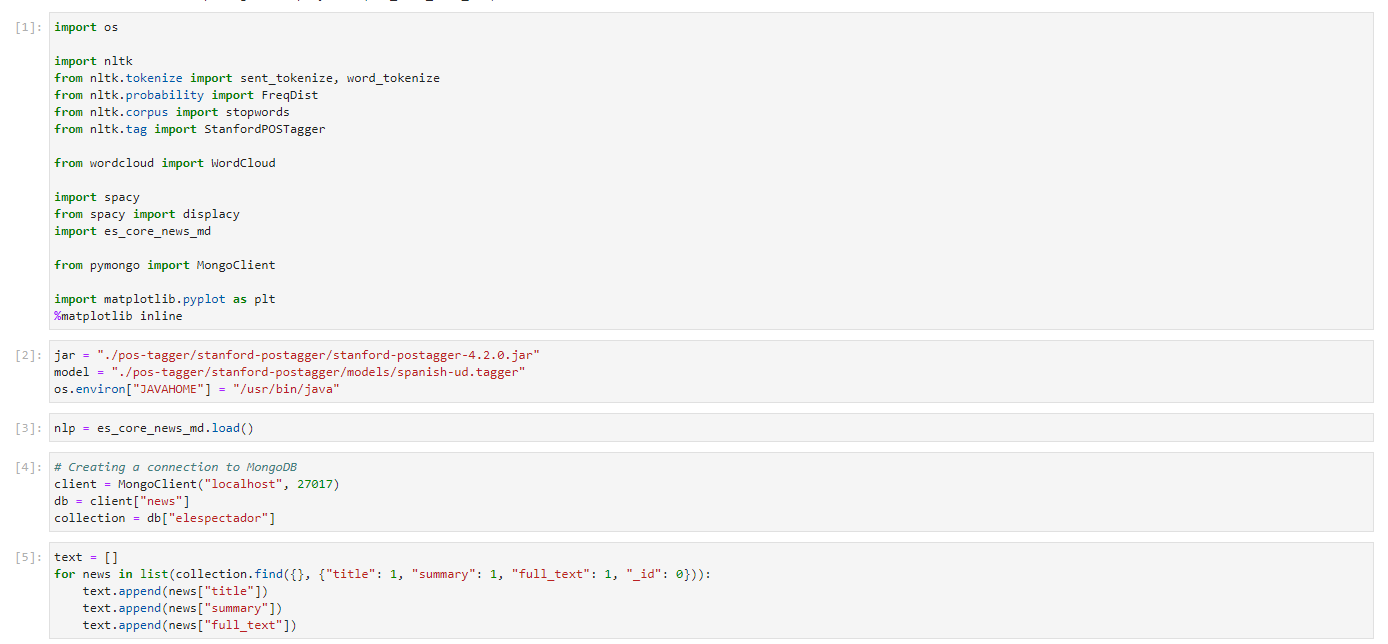 [1]: import os
import nltk
from nltk.tokenize import sent_tokenize, word_tokenize
from nltk.probability import FreqDist
from nltk.corpus import stopwords
from nltk.tag import StanfordPOSTagger
from wordcloud import WordCloud
import spacy
from spacy import displacy
import es_core_news_md
from pymongo import MongoClient
import matplotlib.pyplot as plt
%matplotlib inline
[2]: jar = "./pos-tagger/stanford-postagger/stanford-postagger-4.2.0.jar"
model = "./pos-tagger/stanford-postagger/models/spanish-ud.tagger"
os.environ["JAVAHOME"] = "/usr/bin/java"
[3]: nlp = es_core_news_md.load()
[4]: # Creating a connection to MongoDB
client = MongoClient("localhost", 27017)
db = client["news"]
collection = db["elespectador"]
[5]: text = []
for news in list(collection.find({}, {"title": 1, "summary": 1, "full_text": 1, "_id": 0})):
    text.append(news["title"])
    text.append(news["summary"])
    text.append(news["full_text"])